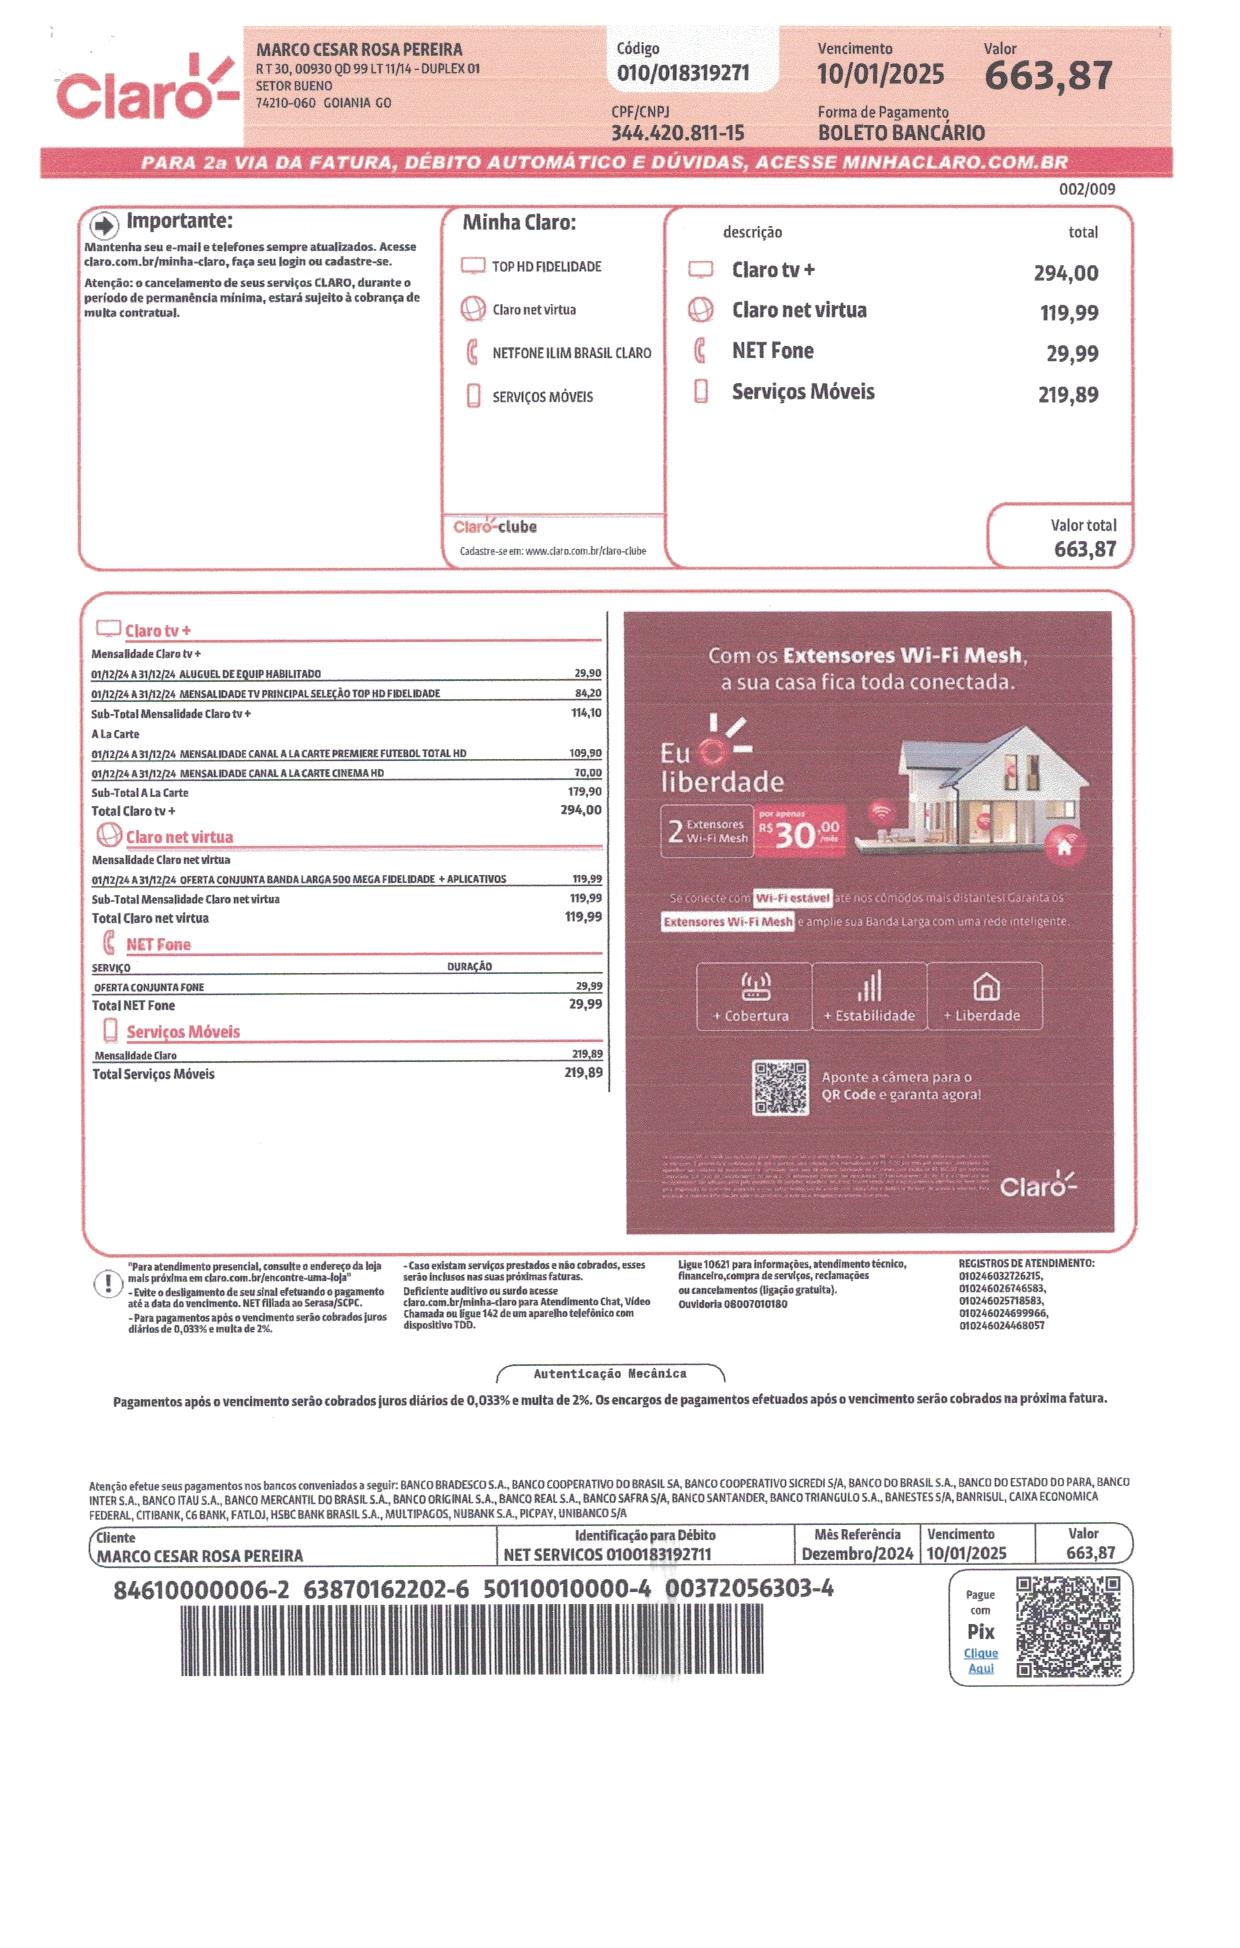 Claro
MARCO CESAR ROSA PEREIRA
R T 30, 00930 QD 99 LT 11/14 - DUPLEX 01
SETOR BUENO
74210-060 GOIANIA GO
Código
010/018319271
CPF/CNPJ
344.420.811-15
Vencimento
10/01/2025
Valor
663,87
Forma de Pagamento
BOLETO BANCÁRIO
PARA 2a VIA DA FATURA, DÉBITO AUTOMÁTICO E DÚVIDAS, ACESSE MINHACLARO.COM.BR
002/009
Importante:
Mantenha seu e-mail e telefones sempre atualizados. Acesse
claro.com.br/minha-claro, faça seu login ou cadastre-se.
Atenção: o cancelamento de seus serviços CLARO, durante o
período de permanência mínima, estará sujeito à cobrança de
multa contratual.
Minha Claro:
TOP HD FIDELIDADE
Claro net virtua
NETFONE ILIM BRASIL CLARO
SERVIÇOS MÓVEIS
Claro-clube
Cadastre-se em: www.claro.com.br/claro-clube
descrição total
Claro tv + 294,00
Claro net virtua 119,99
NET Fone 29,99
Serviços Móveis 219,89
Valor total
663,87
Claro tv +
Mensalidade Claro tv +
01/12/24 A 31/12/24 ALUGUEL DE EQUIP HABILITADO 29,90
01/12/24 A 31/12/24 MENSALIDADE TV PRINCIPAL SELEÇÃO TOP HD FIDELIDADE 84,20
Sub-Total Mensalidade Claro tv + 114,10
A La Carte
01/12/24 A 31/12/24 MENSALIDADE CANAL A LA CARTE PREMIERE FUTEBOL TOTAL HD 109,90
01/12/24 A 31/12/24 MENSALIDADE CANAL A LA CARTE CINEMA HD 70,00
Sub-Total A La Carte 179,90
Total Claro tv + 294,00
Claro net virtua
Mensalidade Claro net virtua
01/12/24 A 31/12/24 OFERTA CONJUNTA BANDA LARGA 500 MEGA FIDELIDADE + APLICATIVOS 119,99
Sub-Total Mensalidade Claro net virtua 119,99
Total Claro net virtua 119,99
NET Fone
SERVIÇO DURAÇÃO
OFERTA CONJUNTA FONE 29,99
Total NET Fone 29,99
Serviços Móveis
Mensalidade Claro 219,89
Total Serviços Móveis 219,89
Com os Extensores Wi-Fi Mesh,
a sua casa fica toda conectada.
Eu
liberdade
2 Extensores
Wi-Fi Mesh
por apenas
R$ 30,00
/mês
Se conecte com Wi-Fi estável até nos cômodos mais distantes! Garanta os
Extensores Wi-Fi Mesh e amplie sua Banda Larga com uma rede inteligente.
+ Cobertura
+ Estabilidade
+ Liberdade
Aponte a câmera para o
QR Code e garanta agora!
Claro
"Para atendimento presencial, consulte o endereço da loja
mais próxima em claro.com.br/encontre-uma-loja"
- Evite o desligamento de seu sinal efetuando o pagamento
até a data do vencimento. NET filiada ao Serasa/SCPC.
- Para pagamentos após o vencimento serão cobrados juros
diários de 0,033% e multa de 2%.
- Caso existam serviços prestados e não cobrados, esses
serão inclusos nas suas próximas faturas.
Deficiente auditivo ou surdo acesse
claro.com.br/minha-claro para Atendimento Chat, Vídeo
Chamada ou ligue 142 de um aparelho telefônico com
dispositivo TDD.
Ligue 10621 para informações, atendimento técnico,
financeiro,compra de serviços, reclamações
ou cancelamentos (ligação gratuita).
Ouvidoria 08007010180
REGISTROS DE ATENDIMENTO:
010246032726215,
010246026746583,
010246025718583,
010246024699966,
010246024468057
Autenticação Mecânica
Pagamentos após o vencimento serão cobrados juros diários de 0,033% e multa de 2%. Os encargos de pagamentos efetuados após o vencimento serão cobrados na próxima fatura.
Atenção efetue seus pagamentos nos bancos conveniados a seguir: BANCO BRADESCO S.A., BANCO COOPERATIVO DO BRASIL SA, BANCO COOPERATIVO SICREDI S/A, BANCO DO BRASIL S.A., BANCO DO ESTADO DO PARA, BANCO
INTER S.A., BANCO ITAU S.A., BANCO MERCANTIL DO BRASIL S.A., BANCO ORIGINAL S.A., BANCO REAL S.A., BANCO SAFRA S/A, BANCO SANTANDER, BANCO TRIANGULO S.A., BANESTES S/A, BANRISUL, CAIXA ECONOMICA
FEDERAL, CITIBANK, C6 BANK, FATLOJ, HSBC BANK BRASIL S.A., MULTIPAGOS, NUBANK S.A., PICPAY, UNIBANCO S/A
Cliente
MARCO CESAR ROSA PEREIRA
Identificação para Débito
NET SERVICOS 0100183192711
Mês Referência
Dezembro/2024
Vencimento
10/01/2025
Valor
663,87
84610000006-2 63870162202-6 50110010000-4 00372056303-4
Pague
com
Pix
Clique
Aqui